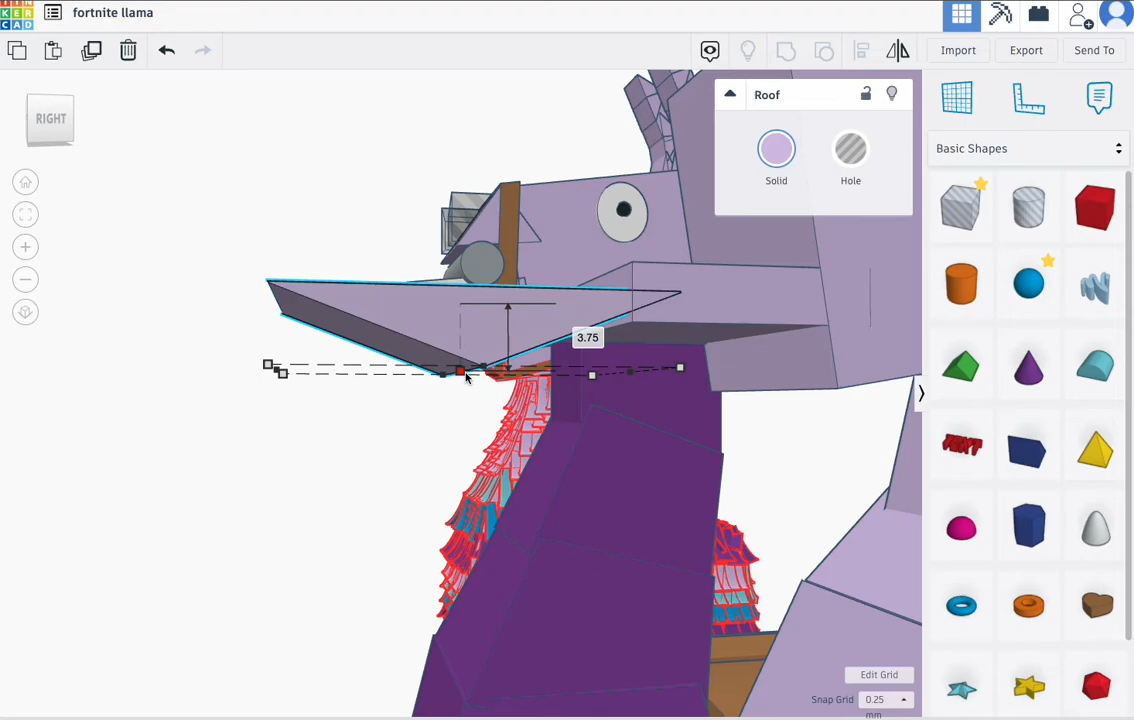 TIN
KER
CAD
fortnite llama
Import
Export
Send To
RIGHT
Roof
Solid
Hole
Basic Shapes
3.75
Edit Grid
Snap Grid
0.25
mm